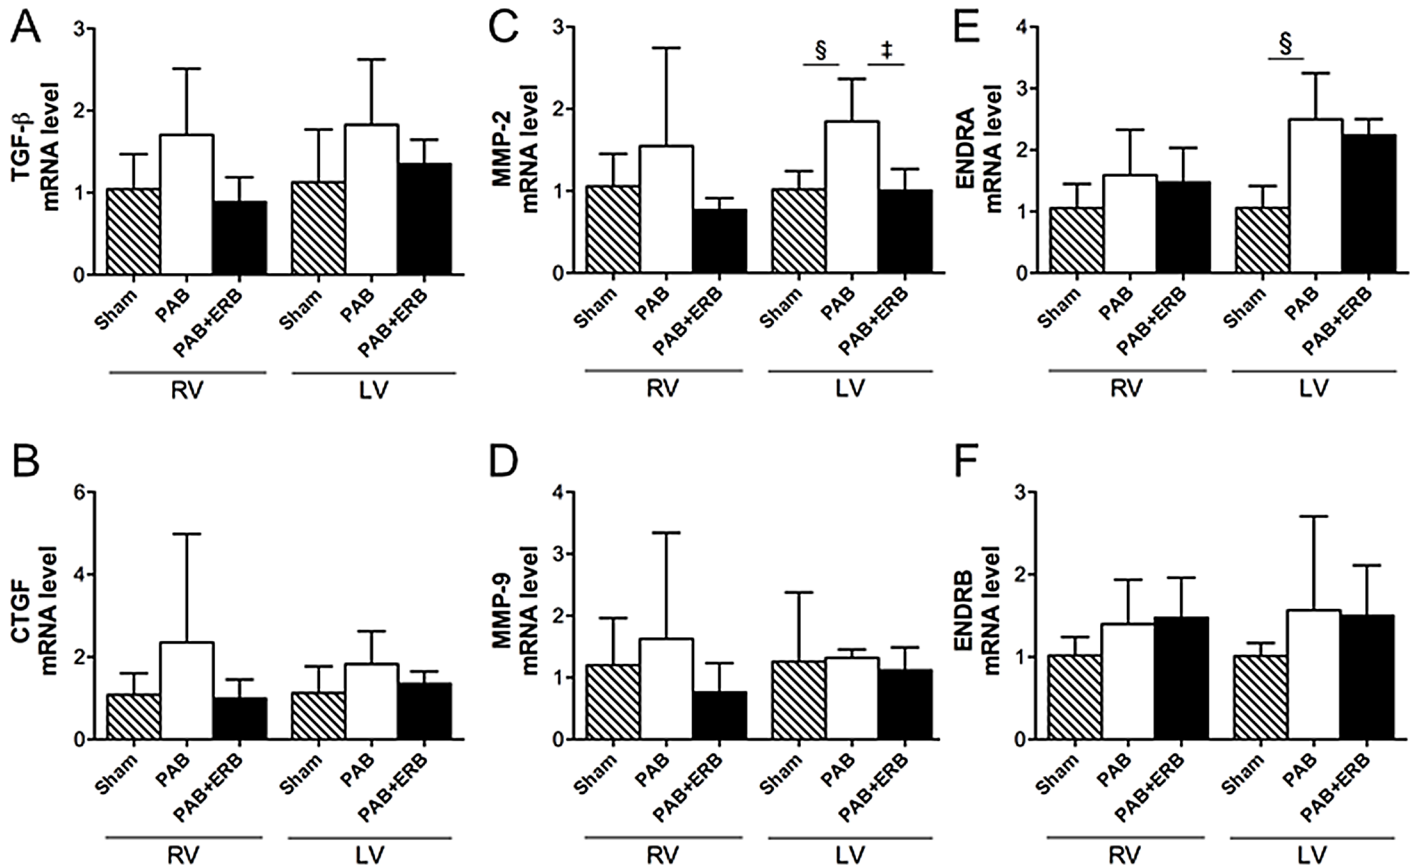 A
TGF-β
mRNA level
3
2
1
0
Sham
PAB
PAB+ERB
Sham
PAB
PAB+ERB
RV
LV
C
MMP-2
mRNA level
3
2
1
0
§
‡
Sham
PAB
PAB+ERB
Sham
PAB
PAB+ERB
RV
LV
E
ENDRA
mRNA level
4
3
2
1
0
§
Sham
PAB
PAB+ERB
Sham
PAB
PAB+ERB
RV
LV
B
CTGF
mRNA level
6
4
2
0
Sham
PAB
PAB+ERB
Sham
PAB
PAB+ERB
RV
LV
D
MMP-9
mRNA level
4
3
2
1
0
Sham
PAB
PAB+ERB
Sham
PAB
PAB+ERB
RV
LV
F
ENDRB
mRNA level
3
2
1
0
Sham
PAB
PAB+ERB
Sham
PAB
PAB+ERB
RV
LV